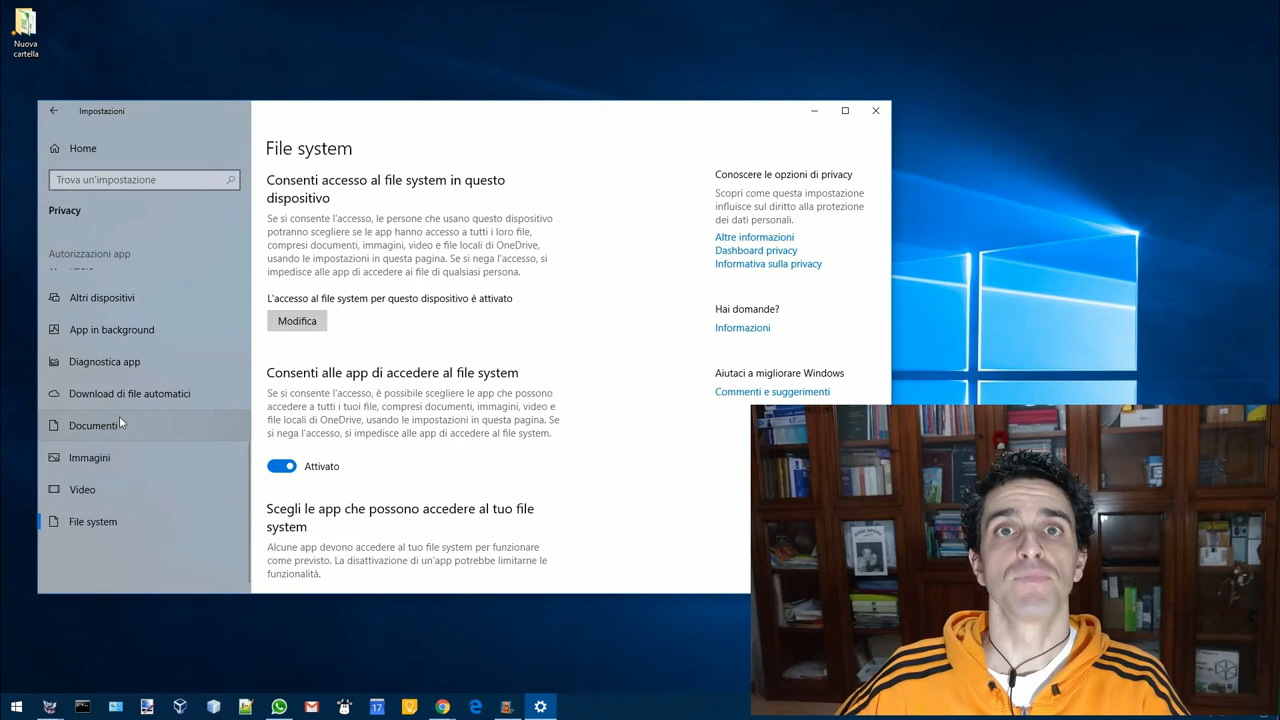 Nuova
cartella
Impostazioni
Home
Trova un'impostazione
Privacy
Autorizzazioni app
Altri dispositivi
App in background
Diagnostica app
Download di file automatici
Documenti
Immagini
Video
File system
File system
Consenti accesso al file system in questo
dispositivo
Se si consente l'accesso, le persone che usano questo dispositivo
potranno scegliere se le app hanno accesso a tutti i loro file,
compresi documenti, immagini, video e file locali di OneDrive,
usando le impostazioni in questa pagina. Se si nega l'accesso, si
impedisce alle app di accedere ai file di qualsiasi persona.
L'accesso al file system per questo dispositivo è attivato
Modifica
Consenti alle app di accedere al file system
Se si consente l'accesso, è possibile scegliere le app che possono
accedere a tutti i tuoi file, compresi documenti, immagini, video e
file locali di OneDrive, usando le impostazioni in questa pagina. Se
si nega l'accesso, si impedisce alle app di accedere al file system.
Attivato
Scegli le app che possono accedere al tuo file
system
Alcune app devono accedere al tuo file system per funzionare
come previsto. La disattivazione di un'app potrebbe limitarne le
funzionalità.
Conoscere le opzioni di privacy
Scopri come questa impostazione
influisce sul diritto alla protezione
dei dati personali.
Altre informazioni
Dashboard privacy
Informativa sulla privacy
Hai domande?
Informazioni
Aiutaci a migliorare Windows
Commenti e suggerimenti
17